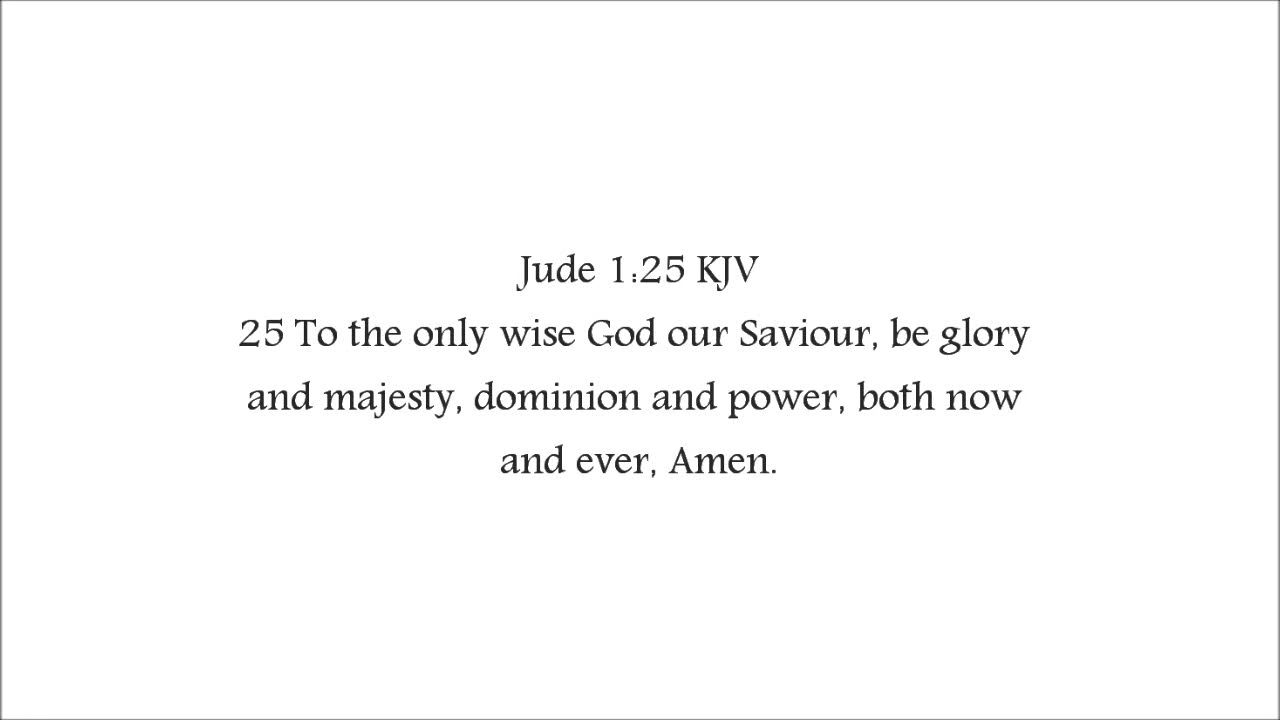 Jude 1:25 KJV
25 To the only wise God our Saviour, be glory
and majesty, dominion and power, both now
and ever, Amen.